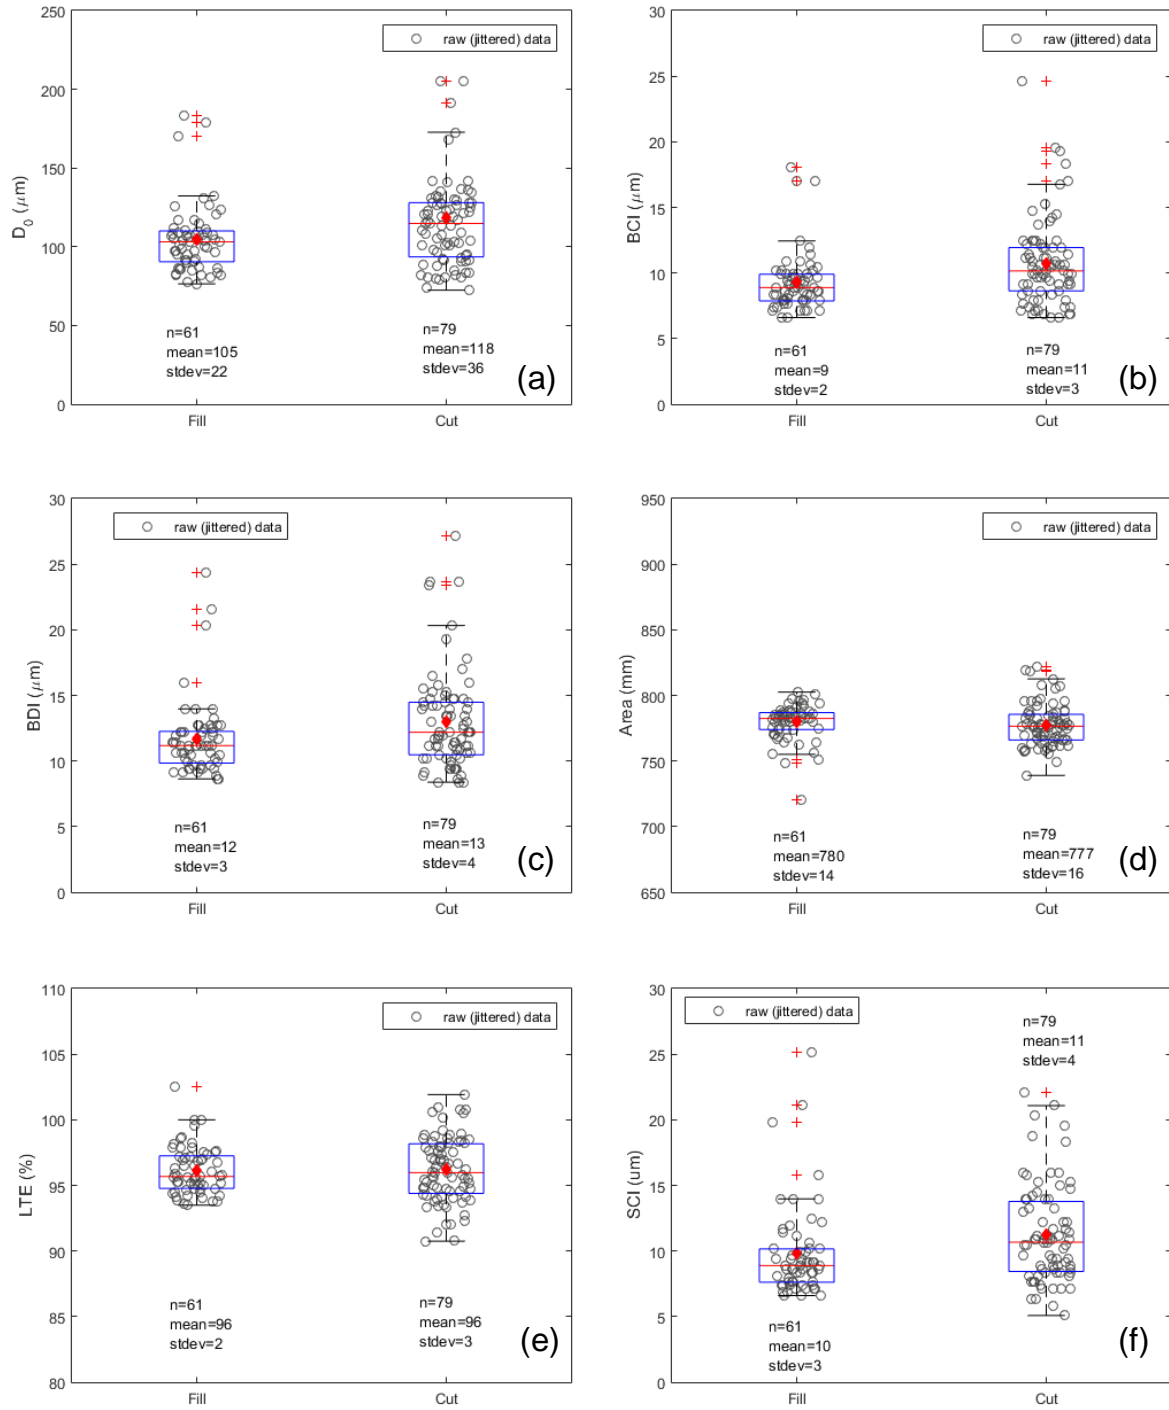 250
200
150
100
50
0
D0 (μm)
raw (jittered) data
n=61
mean=105
stdev=22
n=79
mean=118
stdev=36
(a)
Fill
Cut
30
25
20
15
10
5
0
BCI (μm)
raw (jittered) data
n=61
mean=9
stdev=2
n=79
mean=11
stdev=3
(b)
Fill
Cut
30
25
20
15
10
5
0
BDI (μm)
raw (jittered) data
n=61
mean=12
stdev=3
n=79
mean=13
stdev=4
(c)
Fill
Cut
950
900
850
800
750
700
650
Area (mm)
raw (jittered) data
n=61
mean=780
stdev=14
n=79
mean=777
stdev=16
(d)
Fill
Cut
110
105
100
95
90
85
80
LTE (%)
raw (jittered) data
n=61
mean=96
stdev=2
n=79
mean=96
stdev=3
(e)
Fill
Cut
30
25
20
15
10
5
0
SCI (um)
raw (jittered) data
n=79
mean=11
stdev=4
n=61
mean=10
stdev=3
(f)
Fill
Cut